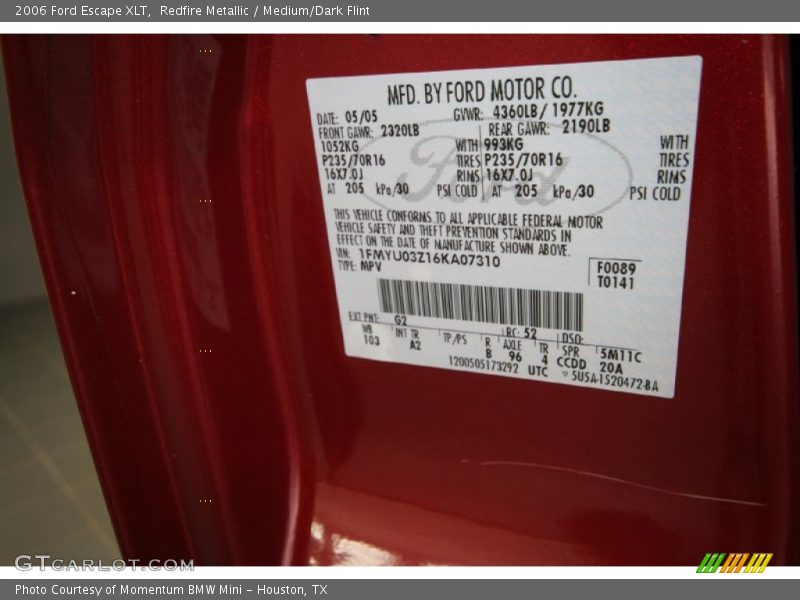 2006 Ford Escape XLT,  Redfire Metallic / Medium/Dark Flint
MFD. BY FORD MOTOR CO.
DATE: 05/05 GVWR: 4360LB/ 1977KG
FRONT GAWR: 2320LB REAR GAWR: 2190LB
1052KG WITH 993KG WITH
P235/70R16 TIRES P235/70R16 TIRES
16X7.0J RIMS 16X7.0J RIMS
AT 205 kPa/30 PSI COLD AT 205 kPa/30 PSI COLD
Ford
THIS VEHICLE CONFORMS TO ALL APPLICABLE FEDERAL MOTOR
VEHICLE SAFETY AND THEFT PREVENTION STANDARDS IN
EFFECT ON THE DATE OF MANUFACTURE SHOWN ABOVE.
VIN: 1FMYU03Z16KA07310
TYPE: MPV
F0089
T0141
EXT PNT: G2 RC: 52 DSO:
WB INT TR TP/PS R AXLE TR SPR 5M11C
103 A2 B 96 4 CCDD 20A
1200505173292 UTC 5U5A-1520472-BA
GTcarlot.com
Photo Courtesy of Momentum BMW Mini - Houston, TX